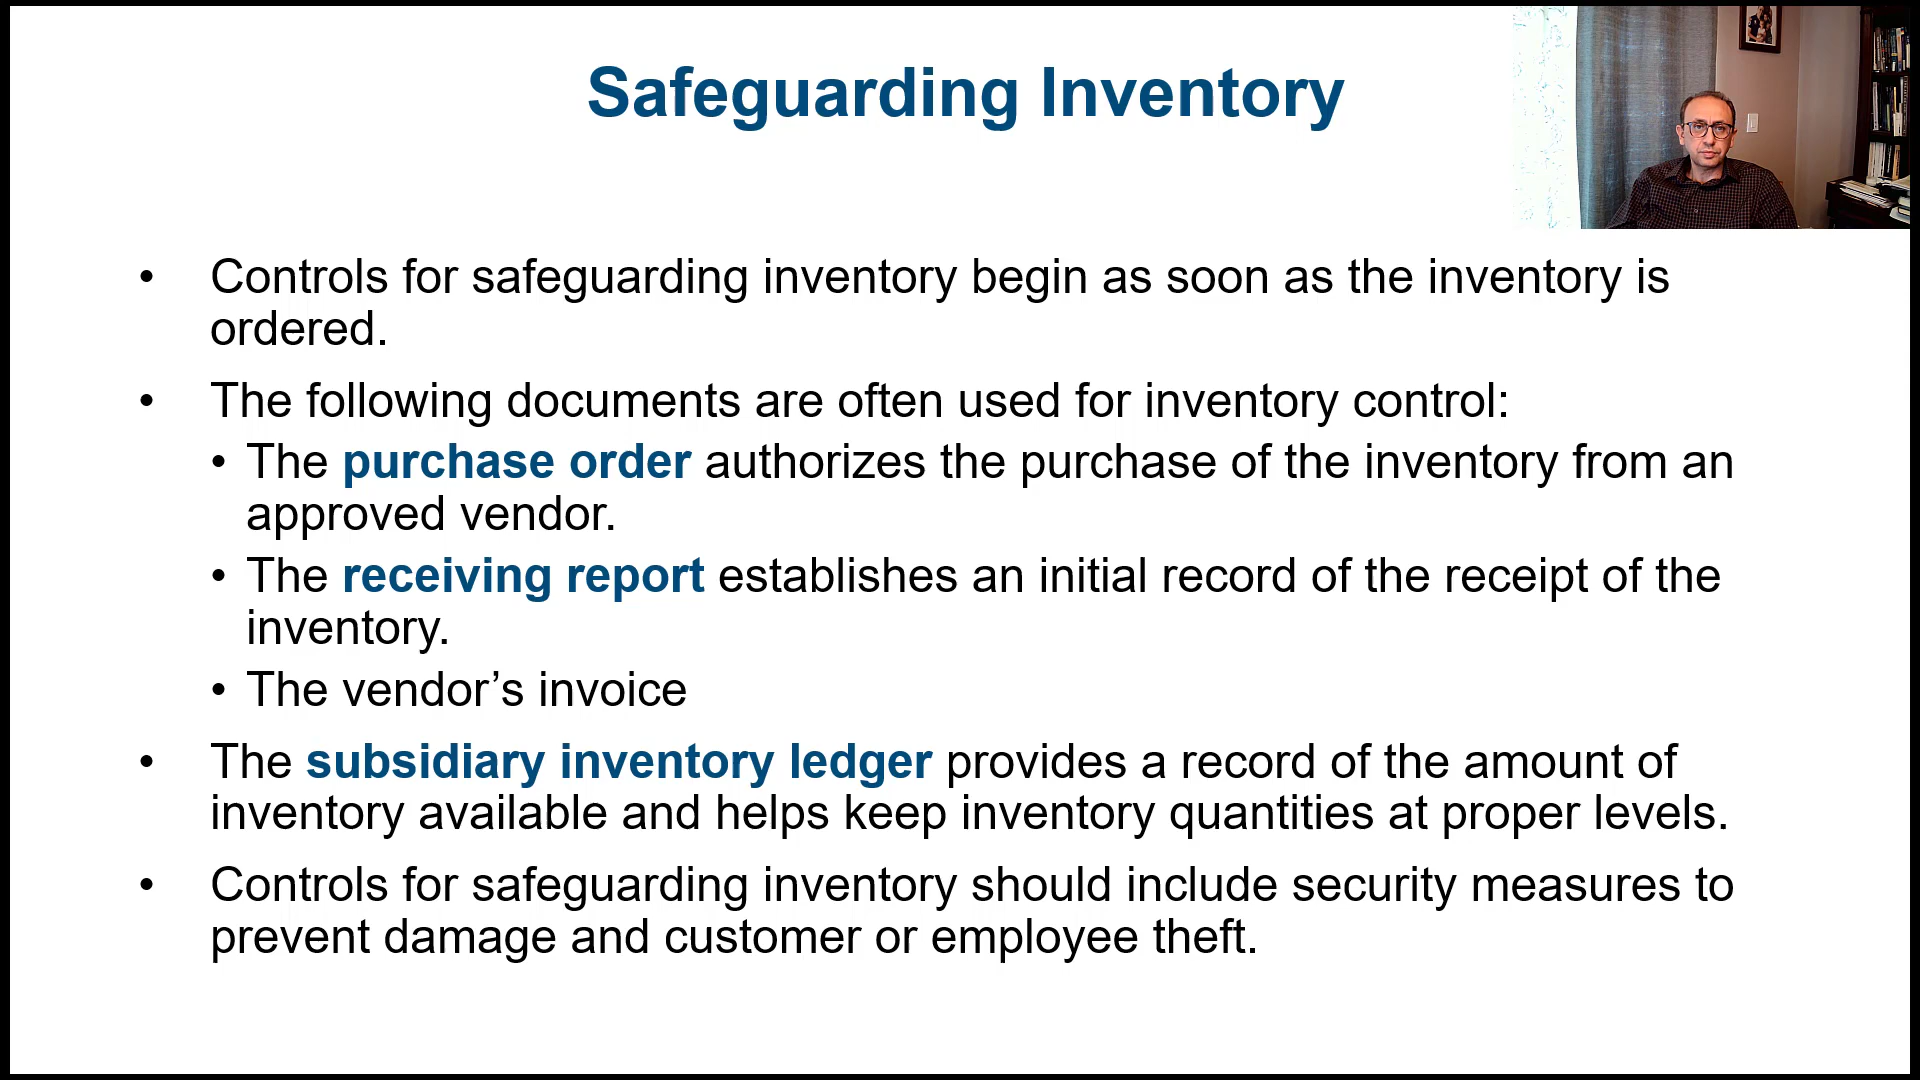 Safeguarding Inventory
• Controls for safeguarding inventory begin as soon as the inventory is
ordered.
• The following documents are often used for inventory control:
• The purchase order authorizes the purchase of the inventory from an
approved vendor.
• The receiving report establishes an initial record of the receipt of the
inventory.
• The vendor’s invoice
• The subsidiary inventory ledger provides a record of the amount of
inventory available and helps keep inventory quantities at proper levels.
• Controls for safeguarding inventory should include security measures to
prevent damage and customer or employee theft.